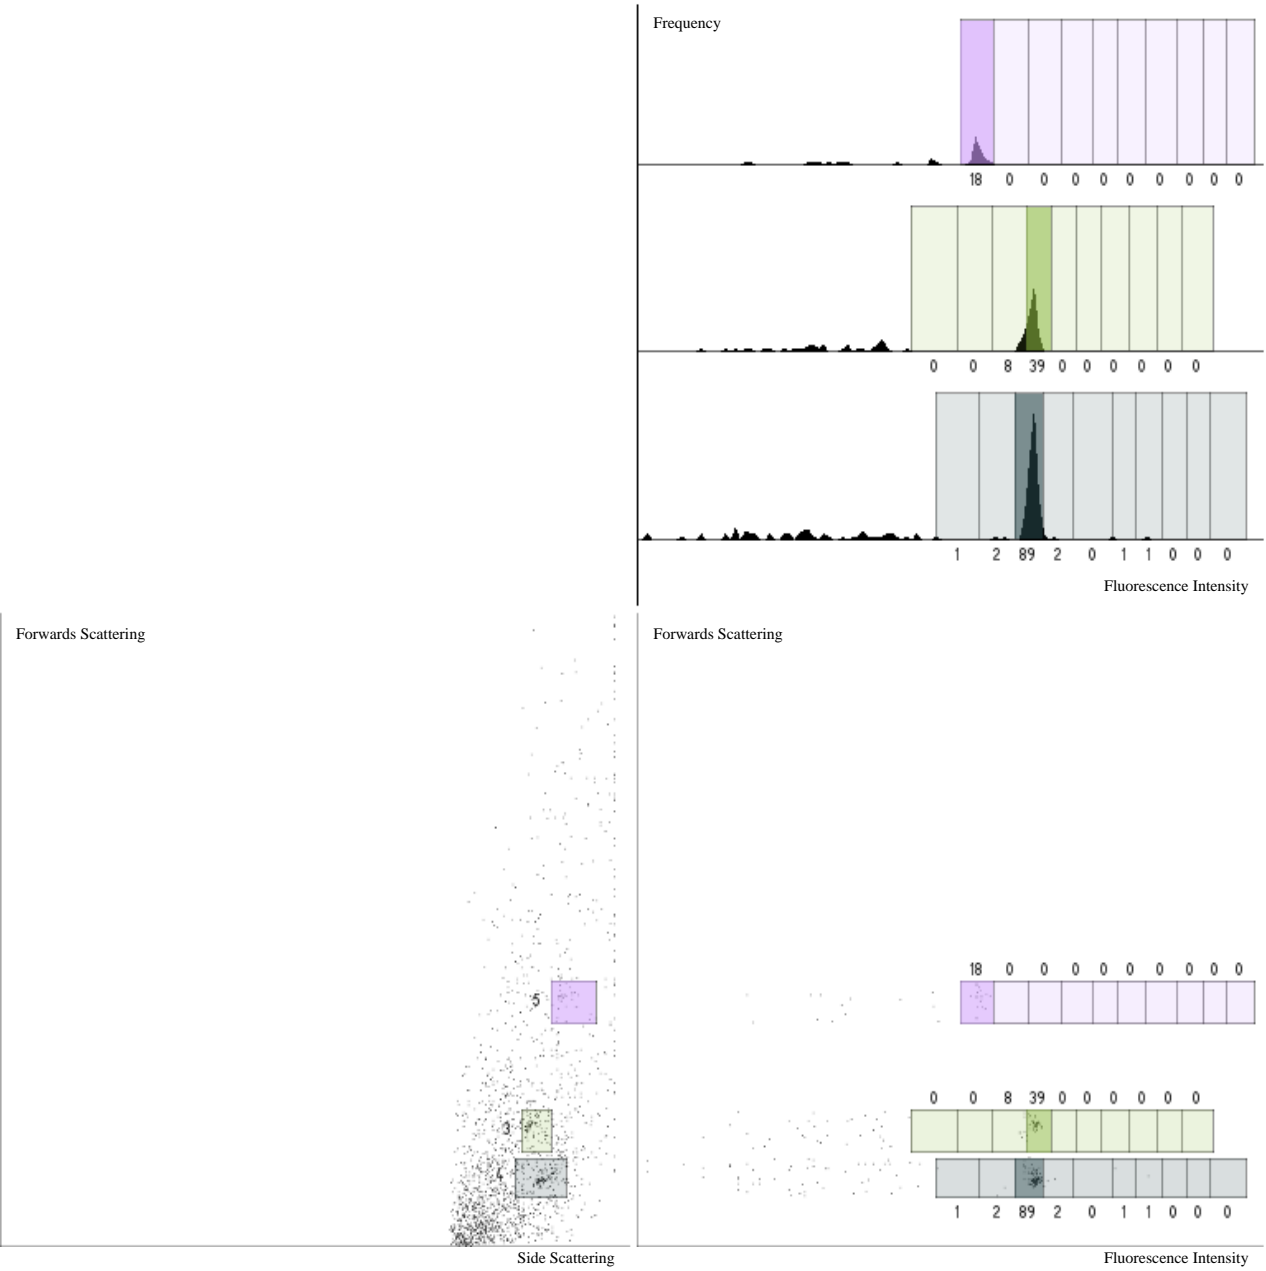 Frequency
18 0 0 0 0 0 0 0 0 0
0 0 8 39 0 0 0 0 0 0
1 2 89 2 0 1 1 0 0 0
Fluorescence Intensity
Forwards Scattering
5
3
4
Side Scattering
Forwards Scattering
18 0 0 0 0 0 0 0 0 0
0 0 8 39 0 0 0 0 0 0
1 2 89 2 0 1 1 0 0 0
Fluorescence Intensity